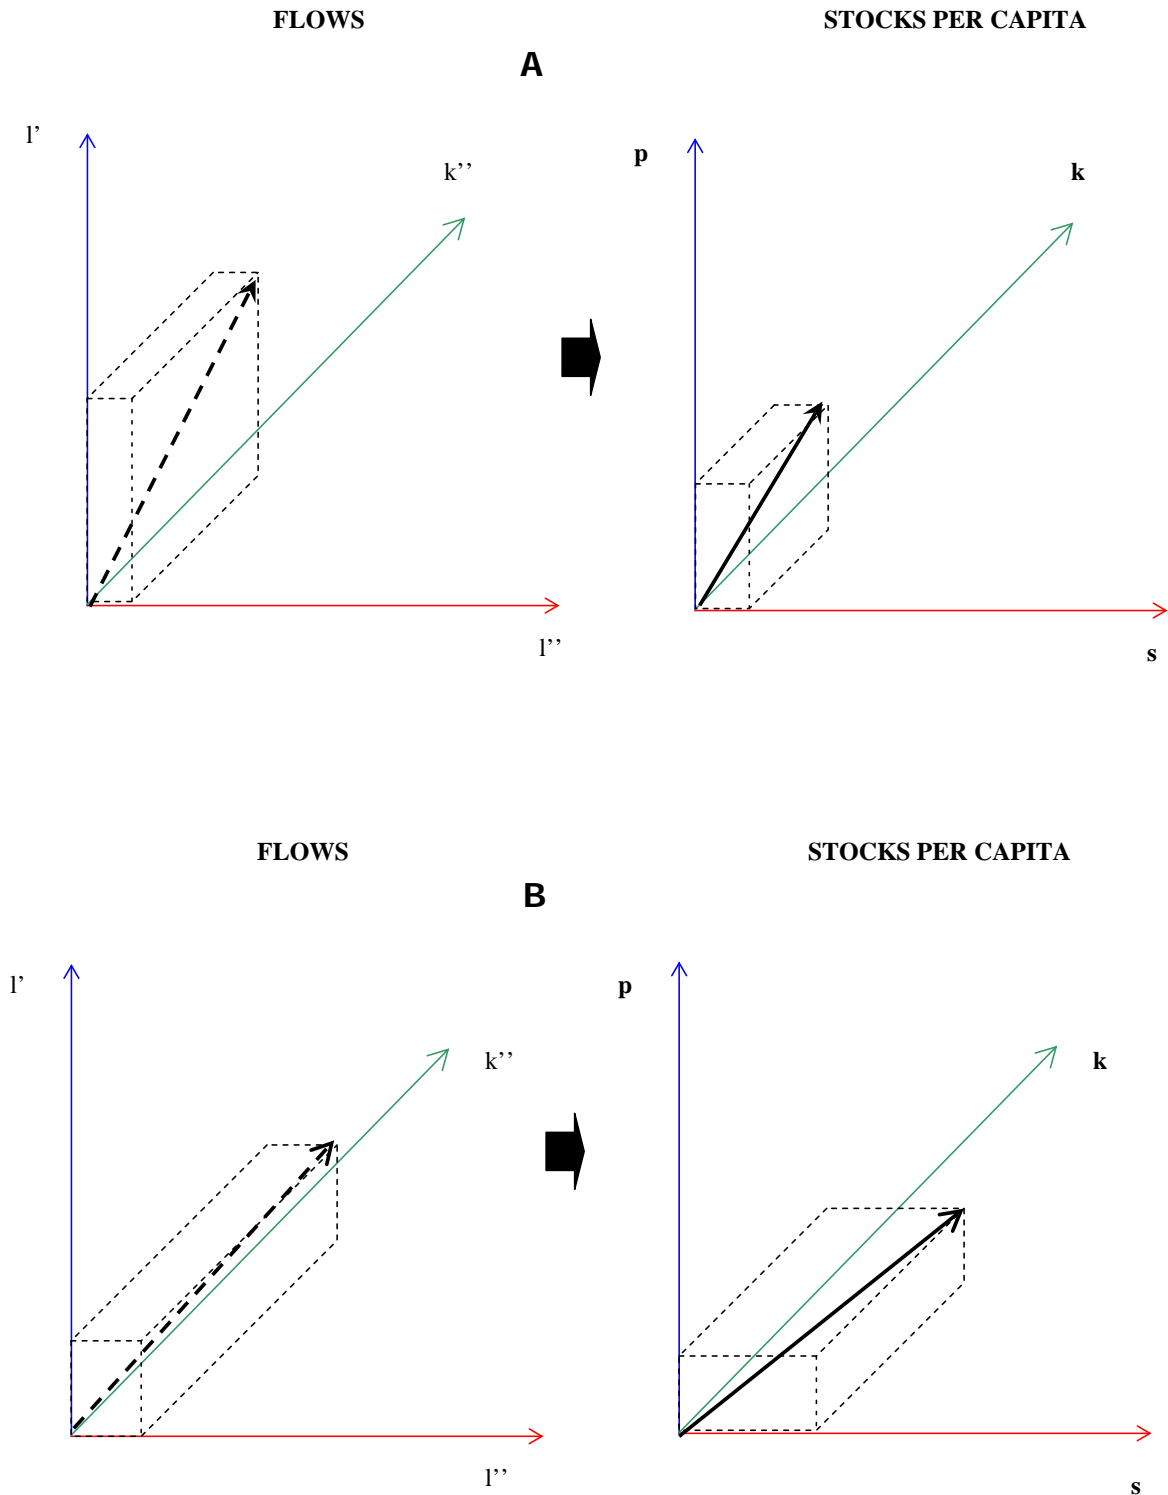 FLOWS STOCKS PER CAPITA
A
l’
p
k’’ k
l’’ s
FLOWS STOCKS PER CAPITA
B
l’ p
k’’ k
l’’ s